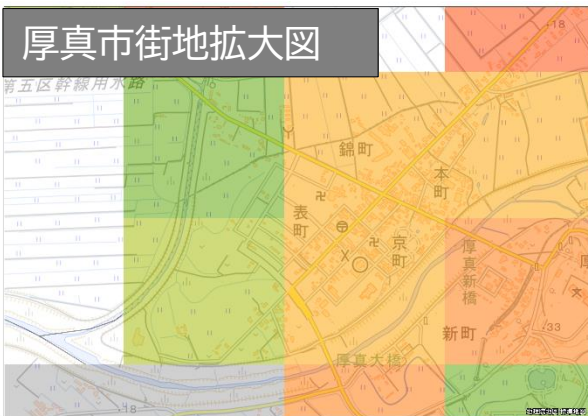 厚真市街地拡大図
·18
第五区幹線用水路
錦町
本町
表町
京町
厚真新橋
新町
·33
厚真大橋
·18